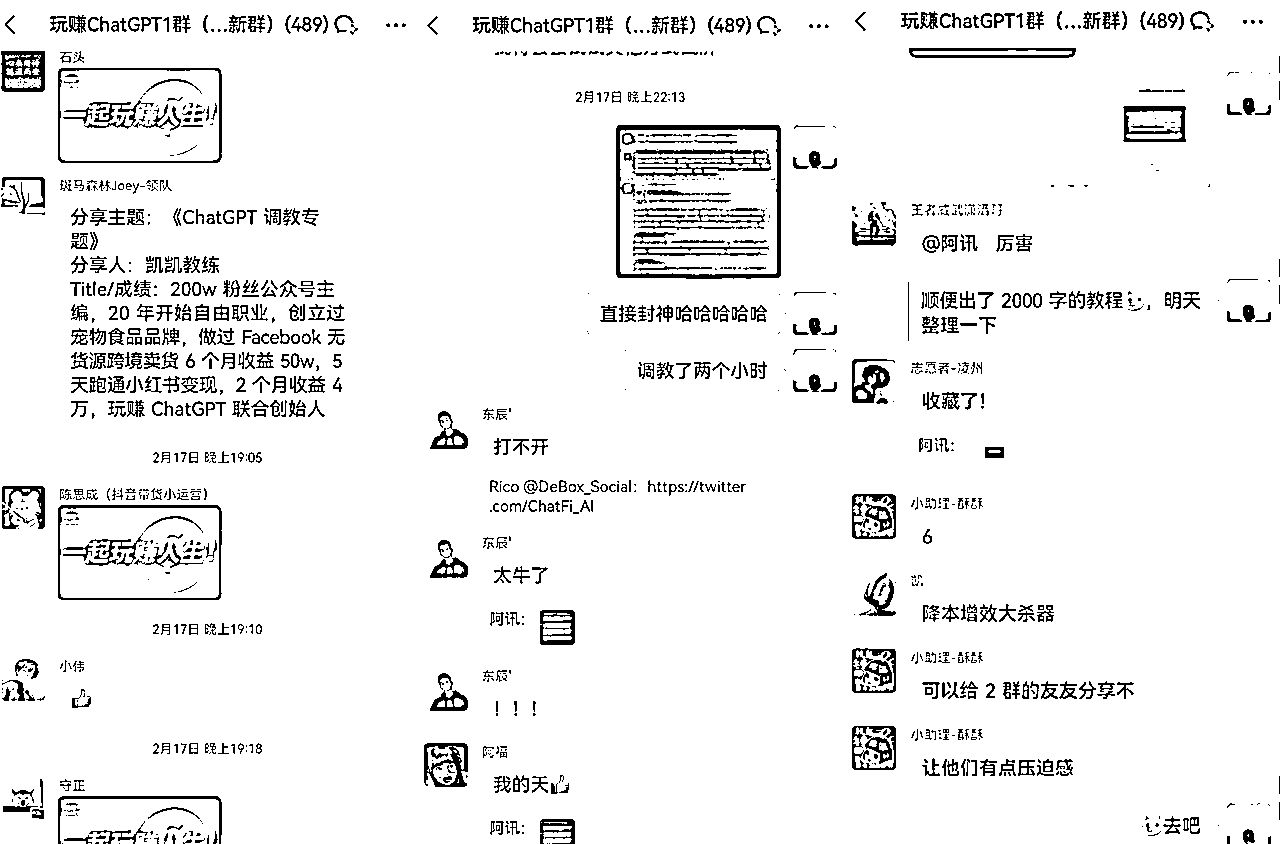 玩赚ChatGPT1群（...新群）(489)
石头
一起玩赚人生!
斑马森林Joey-领队
分享主题：《ChatGPT 调教专
题》
分享人：凯凯教练
Title/成绩：200w 粉丝公众号主
编，20 年开始自由职业，创立过
宠物食品品牌，做过 Facebook 无
货源跨境卖货 6 个月收益 50w，5
天跑通小红书变现，2 个月收益 4
万，玩赚 ChatGPT 联合创始人
2月17日 晚上19:05
陈思成（抖音带货小运营）
一起玩赚人生!
2月17日 晚上19:10
小伟
2月17日 晚上19:18
守正
一起玩赚人生!
玩赚ChatGPT1群（...新群）(489)
2月17日 晚上22:13
直接封神哈哈哈哈哈
调教了两个小时
东辰'
打不开
Rico @DeBox_Social：https://twitter
.com/ChatFi_AI
东辰'
太牛了
阿讯：
东辰'
！！！
阿福
我的天
阿讯：
玩赚ChatGPT1群（...新群）(489)
@阿讯 厉害
顺便出了 2000 字的教程，明天
整理一下
志愿者-凌州
收藏了!
阿讯：
小助理-酥酥
6
凯
降本增效大杀器
小助理-酥酥
可以给 2 群的友友分享不
小助理-酥酥
让他们有点压迫感
去吧